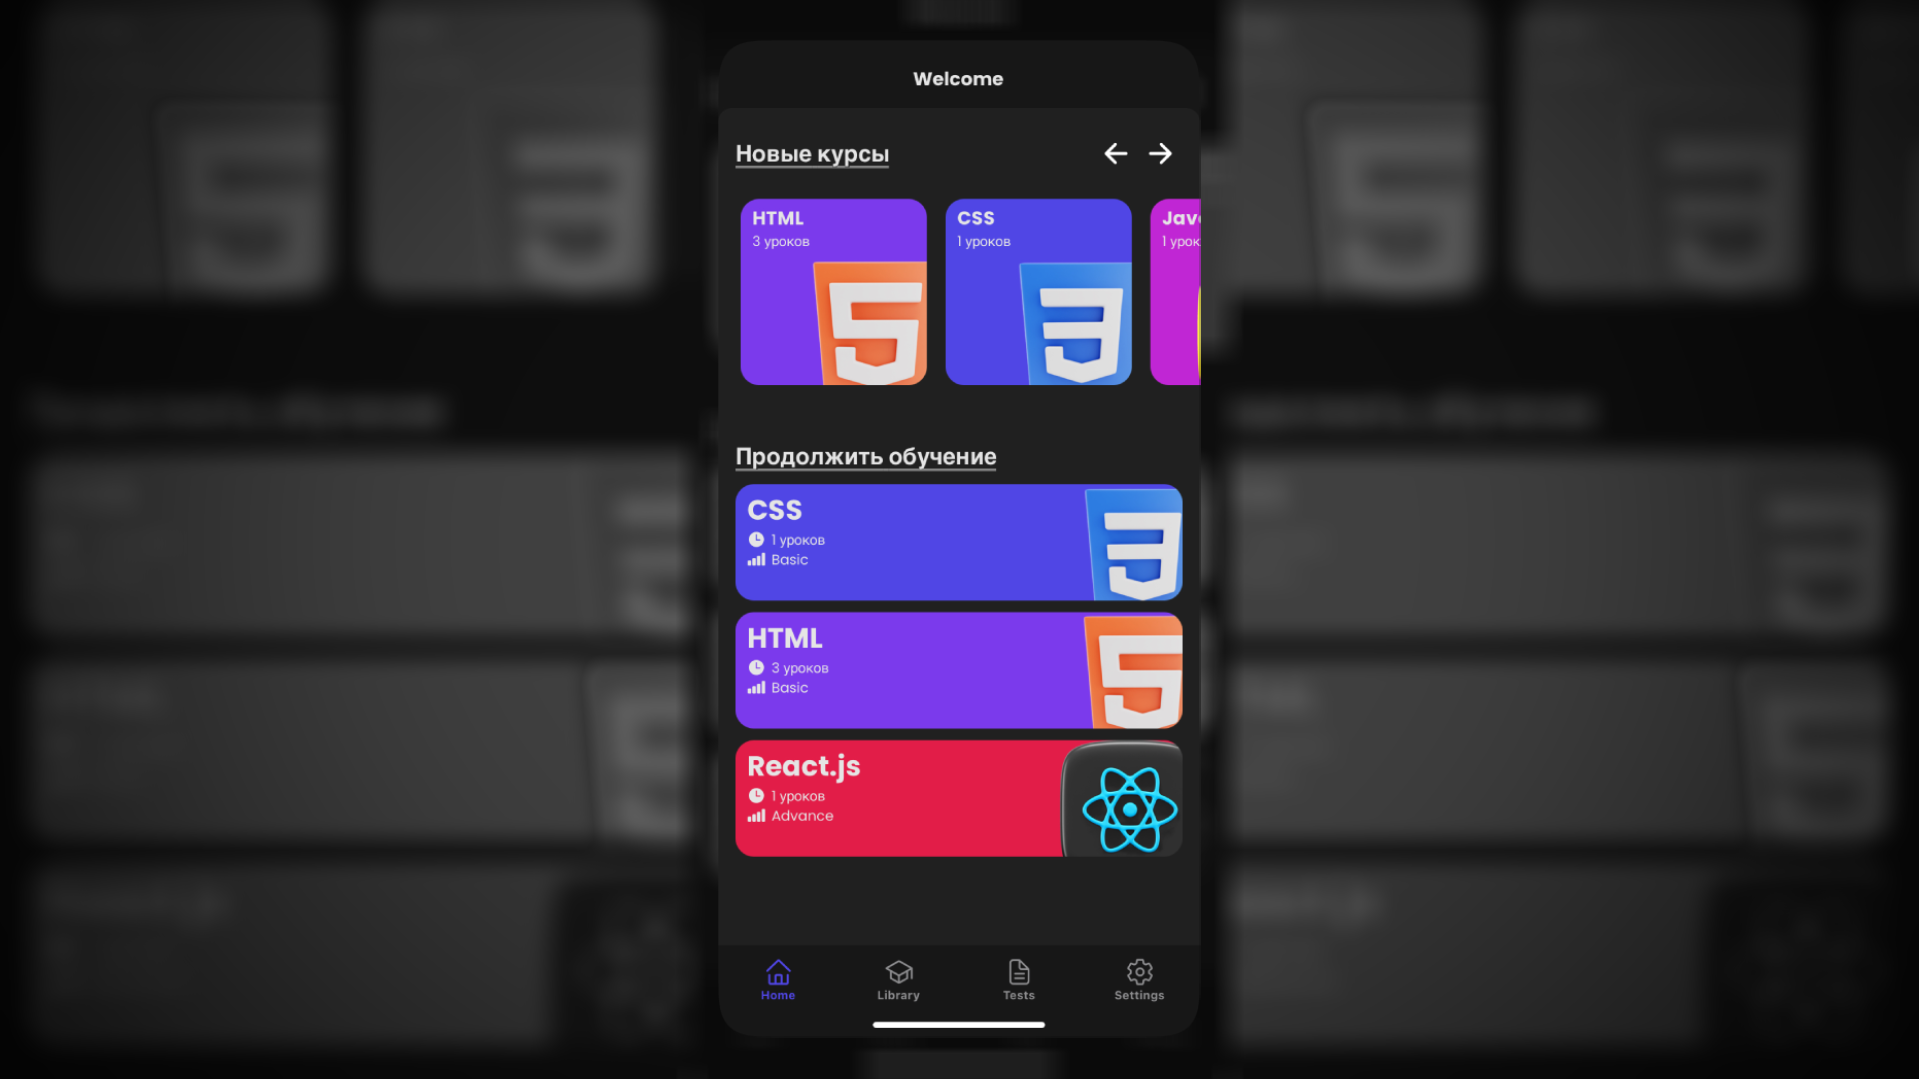 Welcome
Новые курсы
HTML
3 уроков
CSS
1 уроков
Jav
1 урок
Продолжить обучение
CSS
1 уроков
Basic
HTML
3 уроков
Basic
React.js
1 уроков
Advance
Home
Library
Tests
Settings